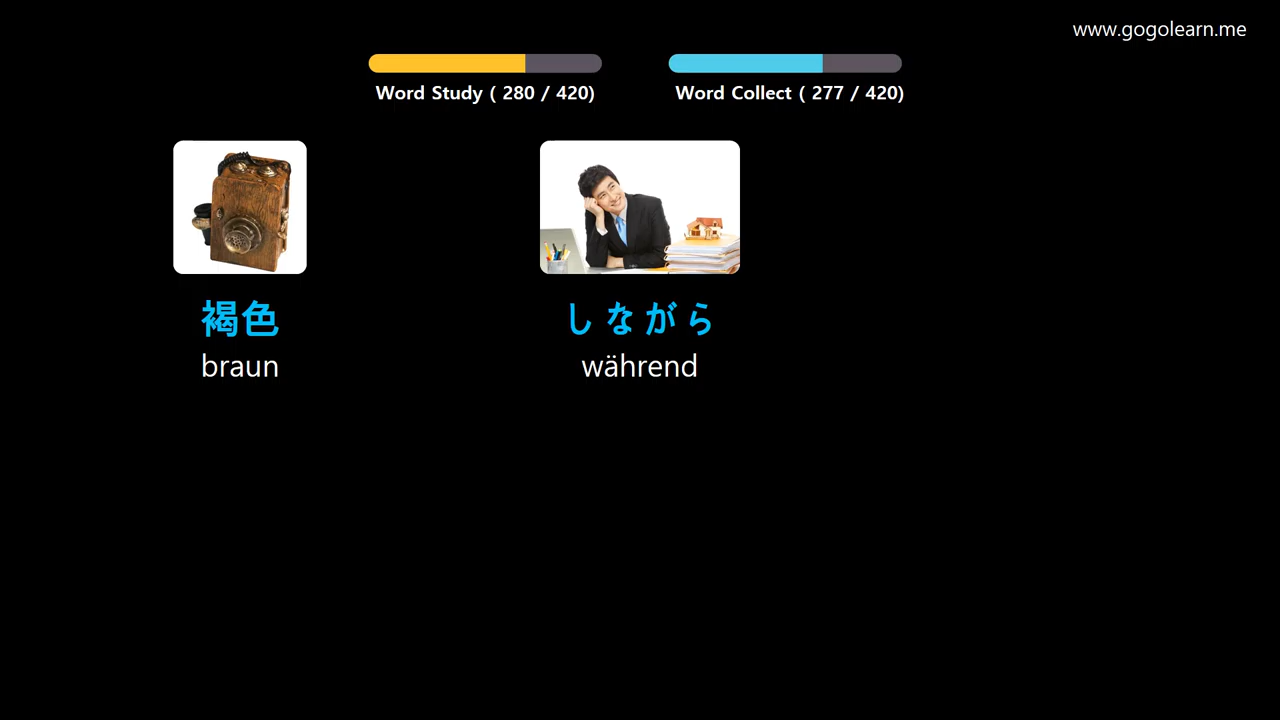 www.gogolearn.me
Word Study ( 280 / 420)
Word Collect ( 277 / 420)
褐色
braun
しながら
während